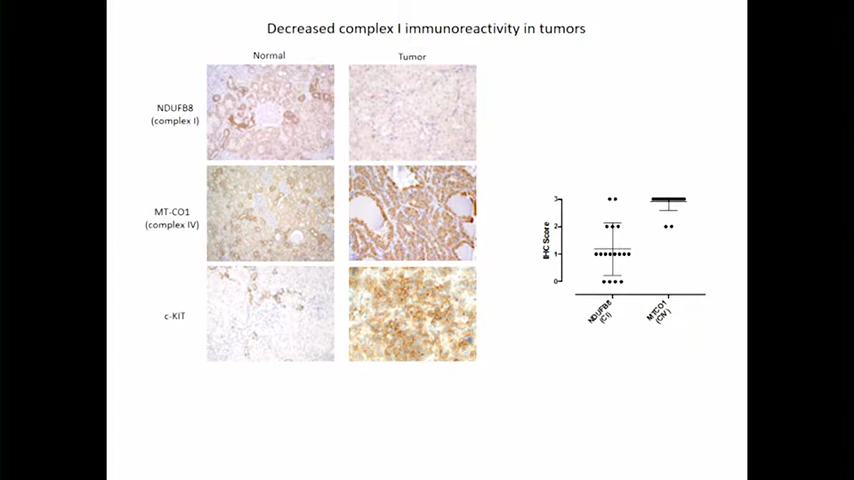 Decreased complex I immunoreactivity in tumors
Normal
Tumor
NDUFB8
(complex I)
MT-CO1
(complex IV)
c-KIT
IHC Score
3
2
1
0
NDUFB8
(CI)
MTCO1
(CIV)